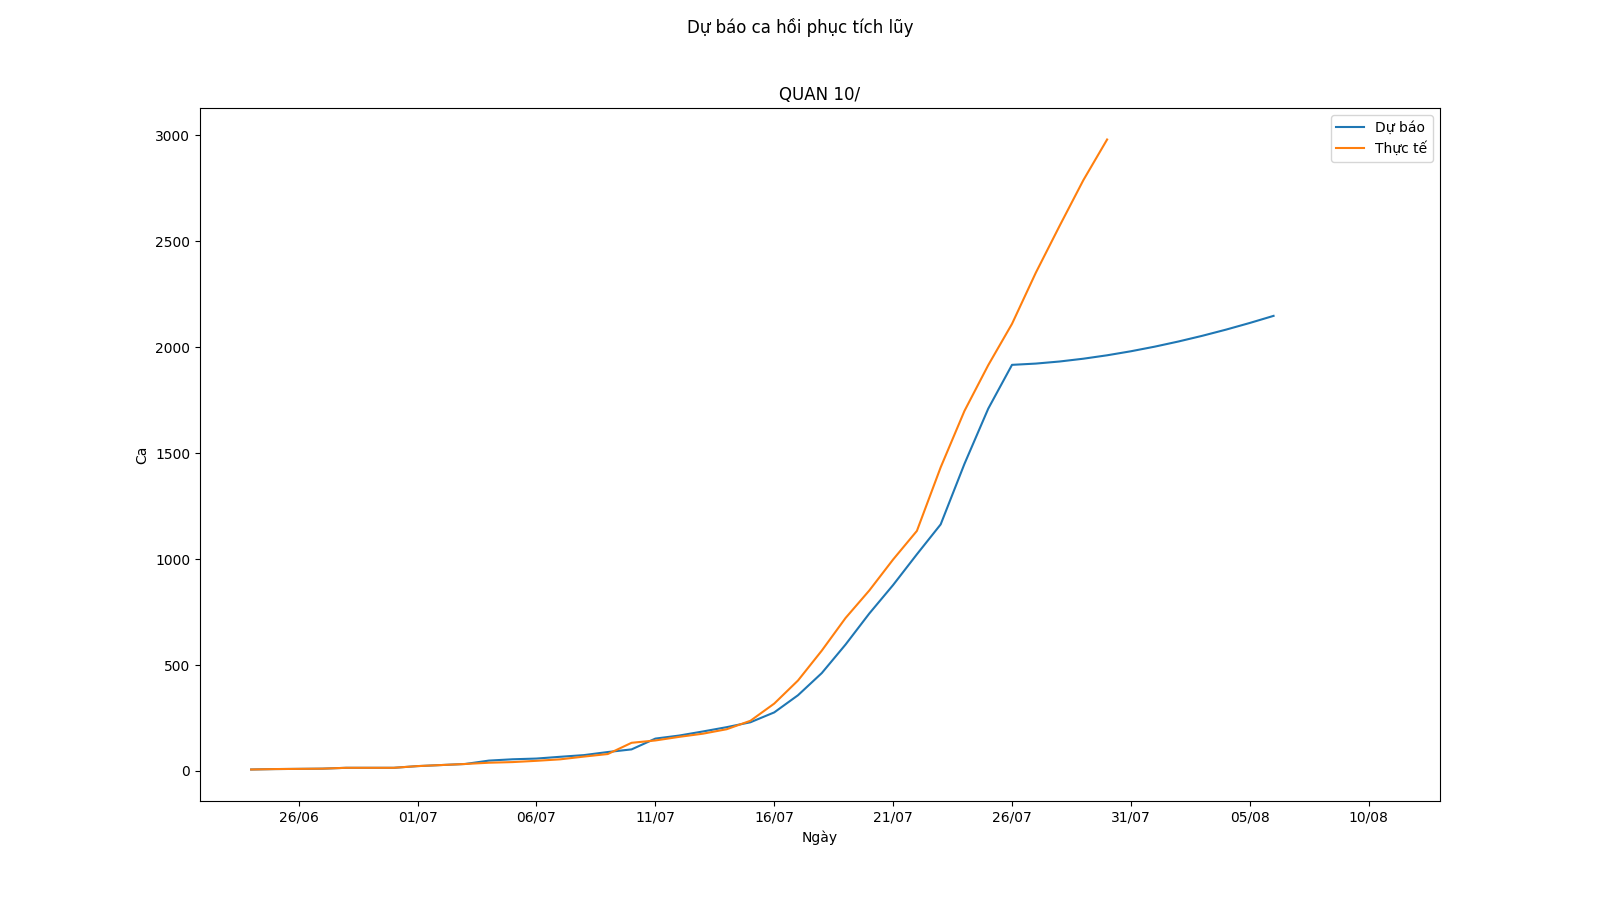 Dự báo ca hồi phục tích lũy
QUAN 10/
Dự báo
Thực tế
3000
2500
2000
1500
1000
500
0
Ca
26/06 01/07 06/07 11/07 16/07 21/07 26/07 31/07 05/08 10/08
Ngày